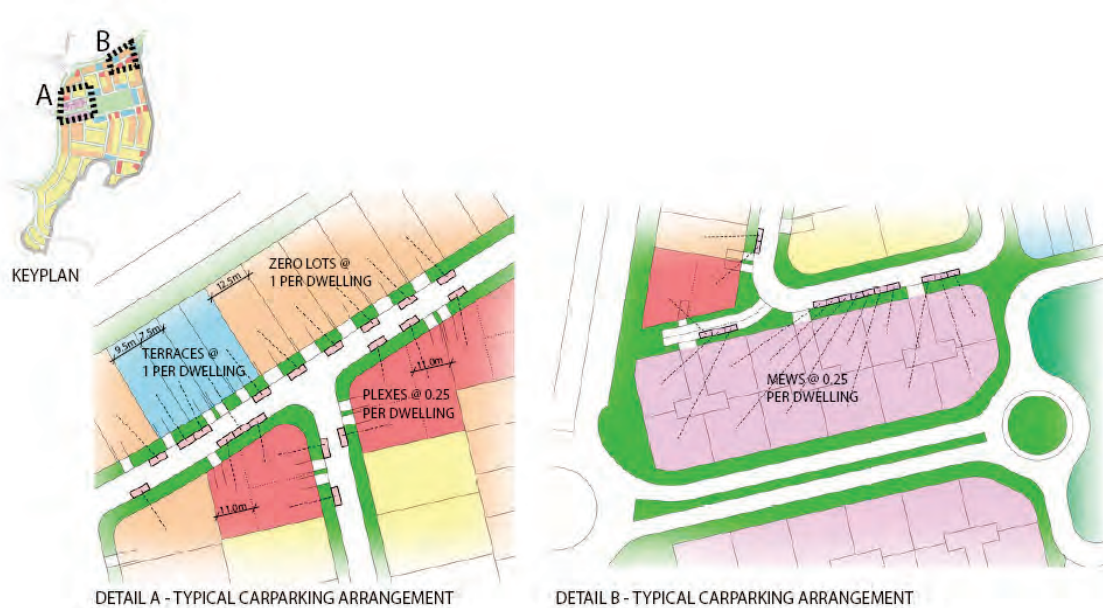 B
A
KEYPLAN
12.5m
ZERO LOTS @
1 PER DWELLING
9.5m
7.5m
TERRACES @
1 PER DWELLING
11.0m
PLEXES @ 0.25
PER DWELLING
11.0m
MEWS @ 0.25
PER DWELLING
DETAIL A - TYPICAL CARPARKING ARRANGEMENT
DETAIL B - TYPICAL CARPARKING ARRANGEMENT